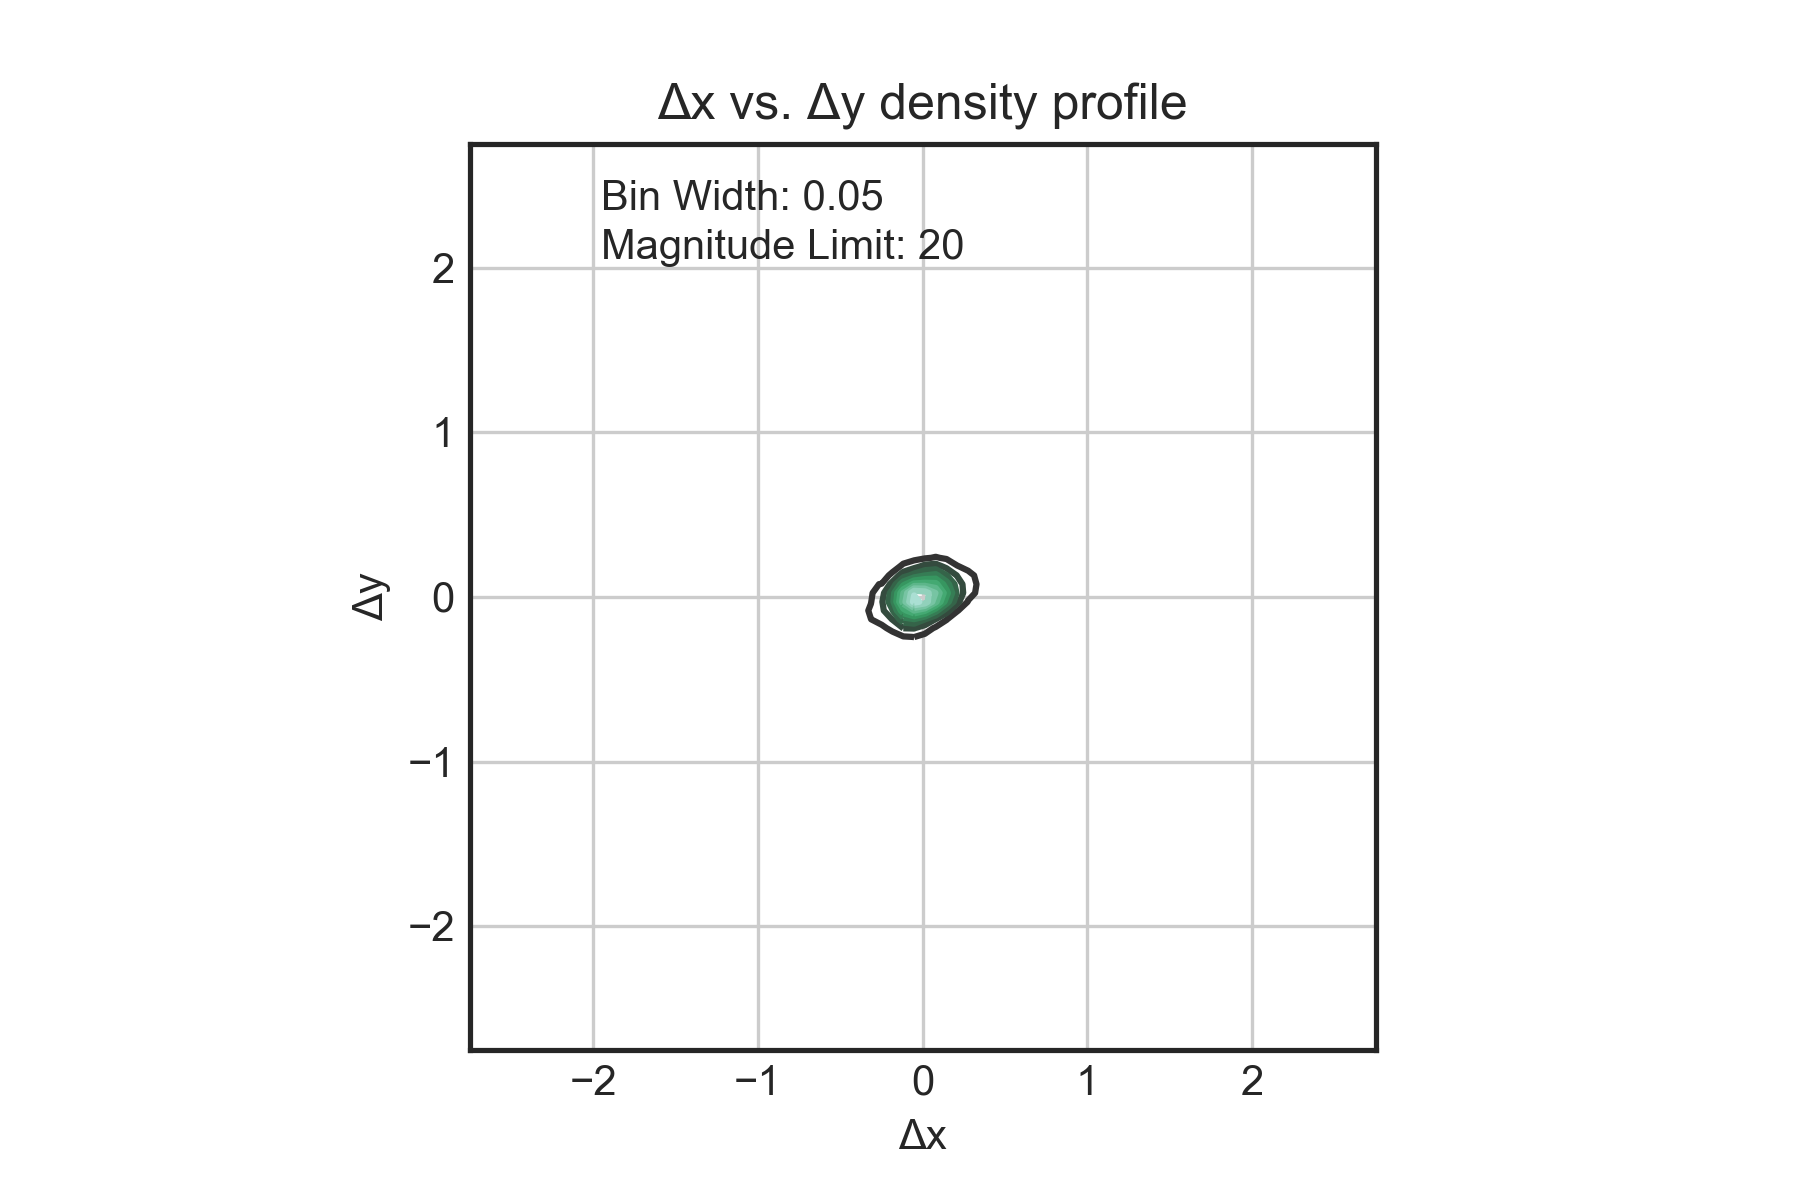 Δx vs. Δy density profile
Bin Width: 0.05
Magnitude Limit: 20
2
1
0
−1
−2
Δy
−2
−1
0
1
2
Δx